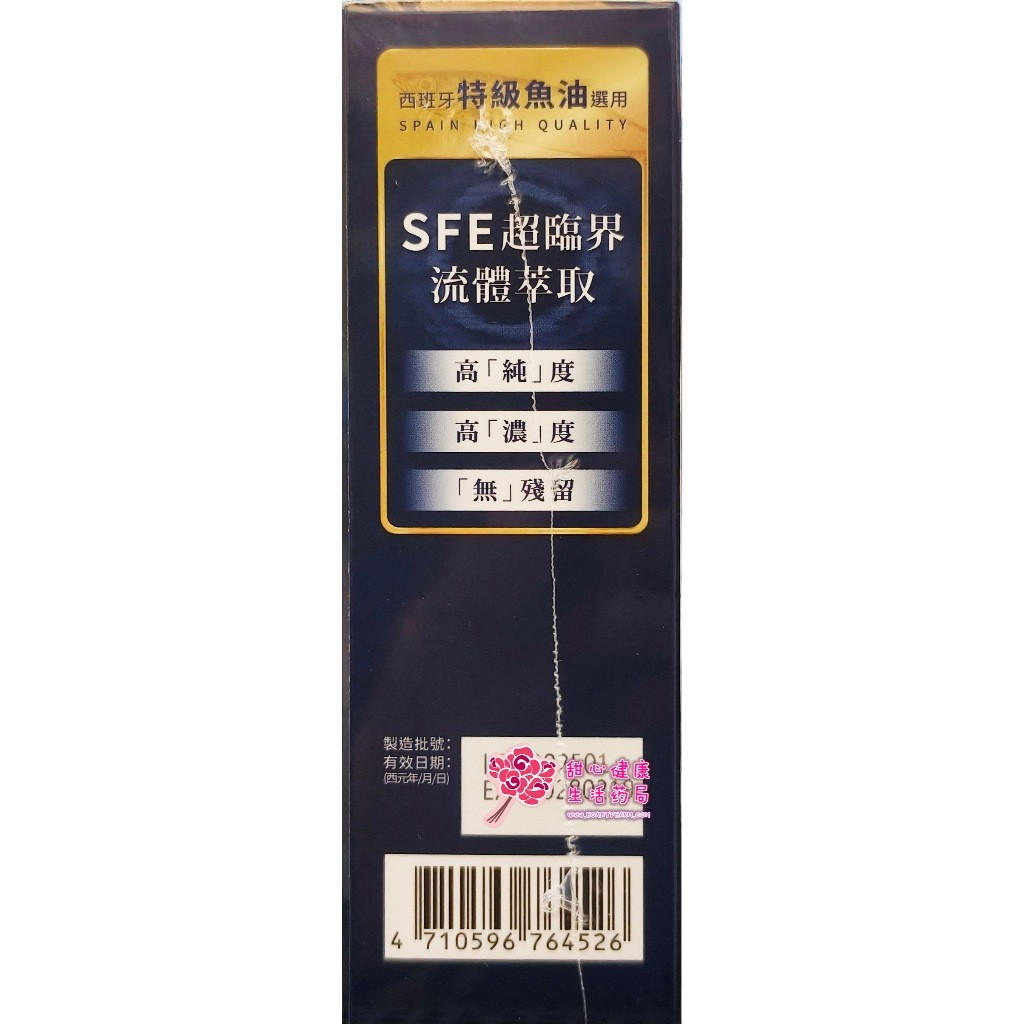 西班牙特級魚油選用
SPAIN HIGH QUALITY
SFE超臨界
流體萃取
高「純」度
高「濃」度
「無」殘留
製造批號：
有效日期：
(西元年/月/日)
甜心健康
生活药局
4 710596 764526